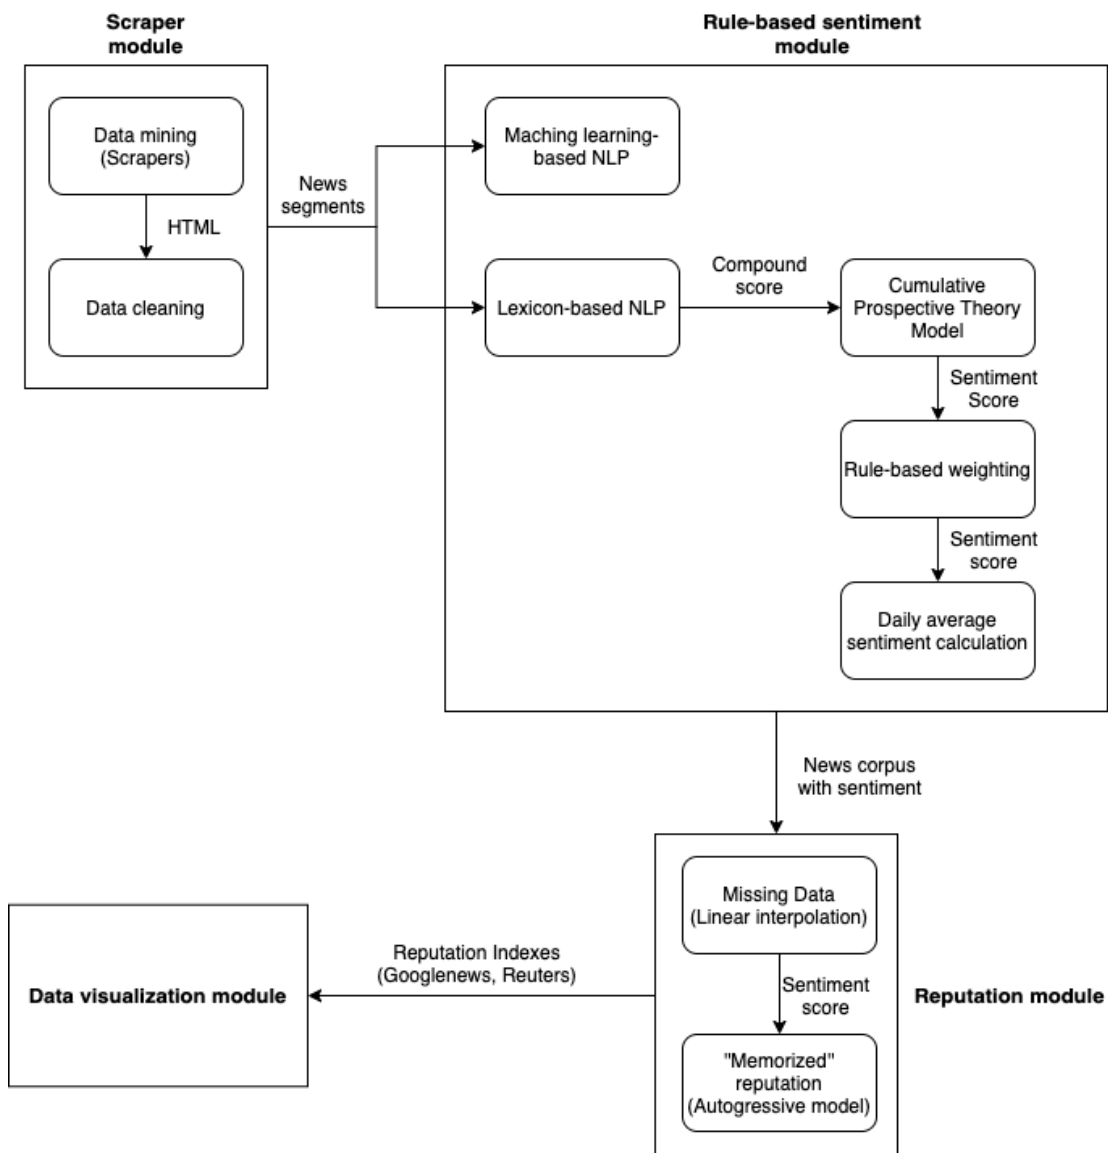 Scraper
module
Rule-based sentiment
module
Data mining
(Scrapers)
HTML
Data cleaning
News
segments
Maching learning-
based NLP
Lexicon-based NLP
Compound
score
Cumulative
Prospective Theory
Model
Sentiment
Score
Rule-based weighting
Sentiment
score
Daily average
sentiment calculation
News corpus
with sentiment
Missing Data
(Linear interpolation)
Sentiment
score
"Memorized"
reputation
(Autogressive model)
Reputation module
Reputation Indexes
(Googlenews, Reuters)
Data visualization module